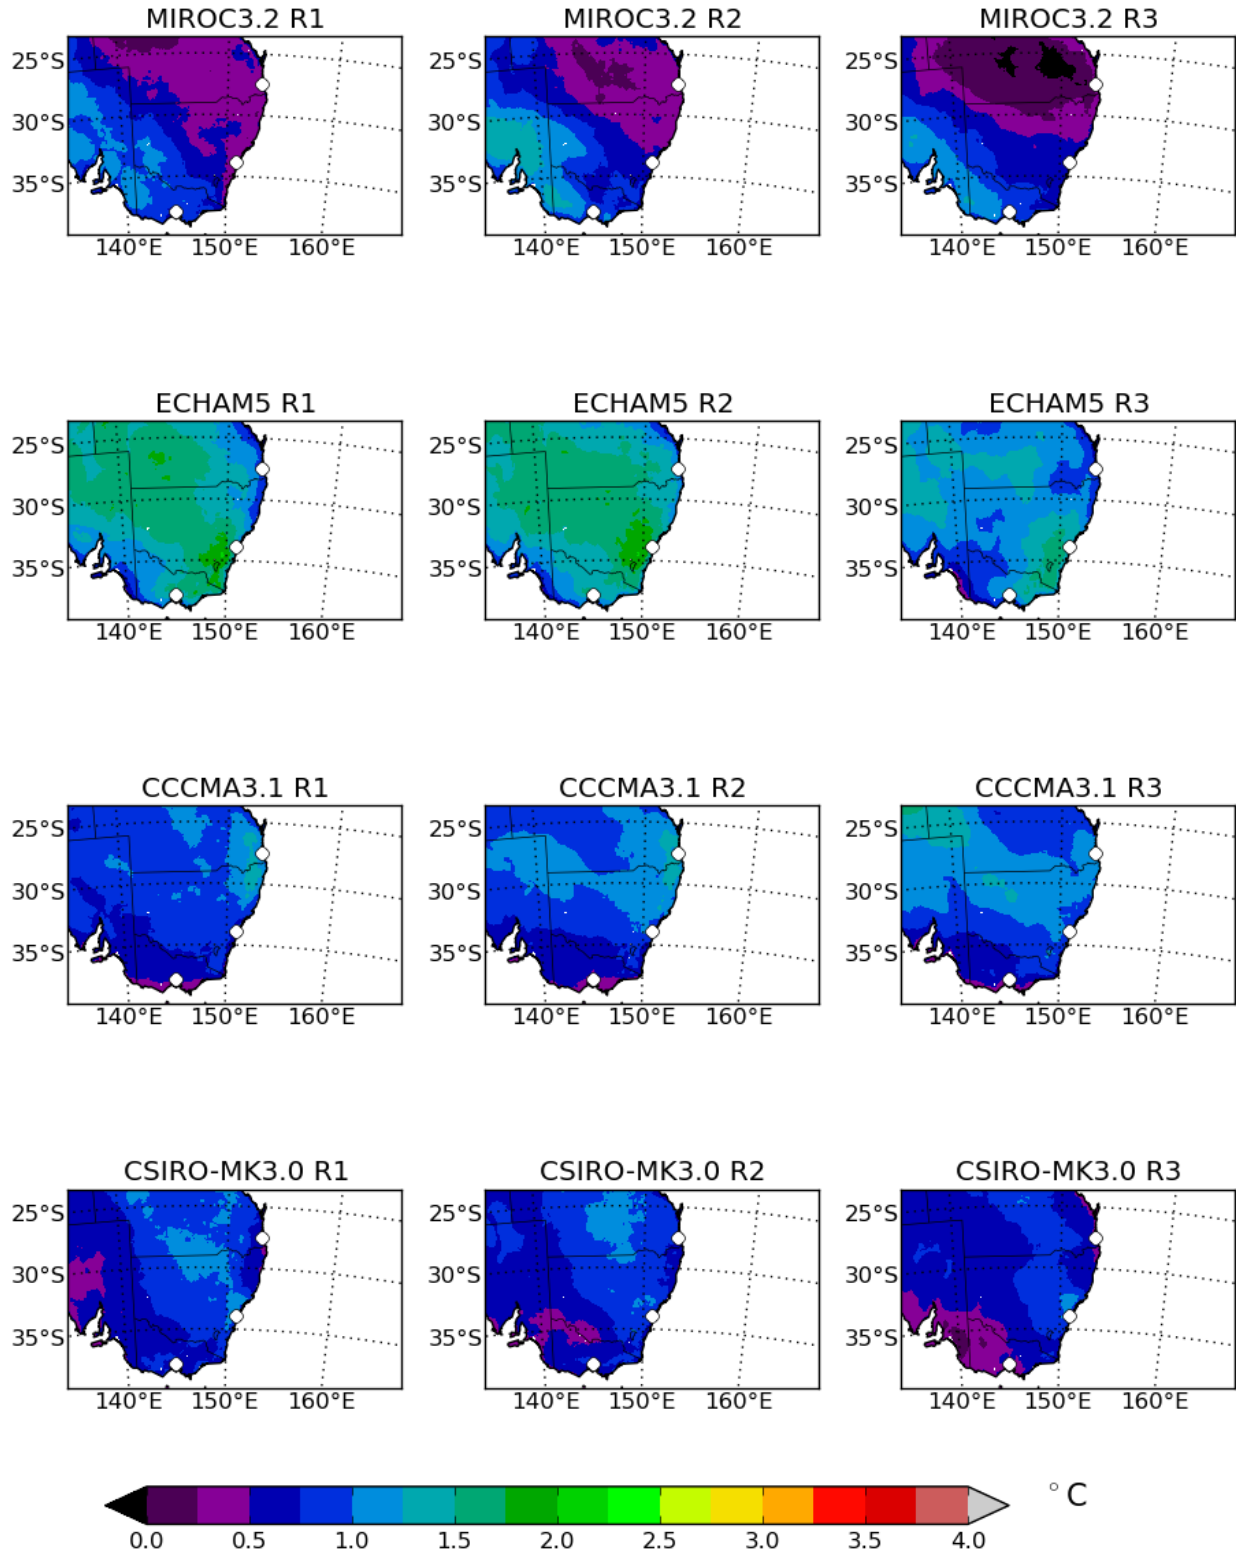 MIROC3.2 R1 MIROC3.2 R2 MIROC3.2 R3
25°S 25°S 25°S
30°S 30°S 30°S
35°S 35°S 35°S
140°E 150°E 160°E 140°E 150°E 160°E 140°E 150°E 160°E
ECHAM5 R1 ECHAM5 R2 ECHAM5 R3
25°S 25°S 25°S
30°S 30°S 30°S
35°S 35°S 35°S
140°E 150°E 160°E 140°E 150°E 160°E 140°E 150°E 160°E
CCCMA3.1 R1 CCCMA3.1 R2 CCCMA3.1 R3
25°S 25°S 25°S
30°S 30°S 30°S
35°S 35°S 35°S
140°E 150°E 160°E 140°E 150°E 160°E 140°E 150°E 160°E
CSIRO-MK3.0 R1 CSIRO-MK3.0 R2 CSIRO-MK3.0 R3
25°S 25°S 25°S
30°S 30°S 30°S
35°S 35°S 35°S
140°E 150°E 160°E 140°E 150°E 160°E 140°E 150°E 160°E
°C
0.0 0.5 1.0 1.5 2.0 2.5 3.0 3.5 4.0